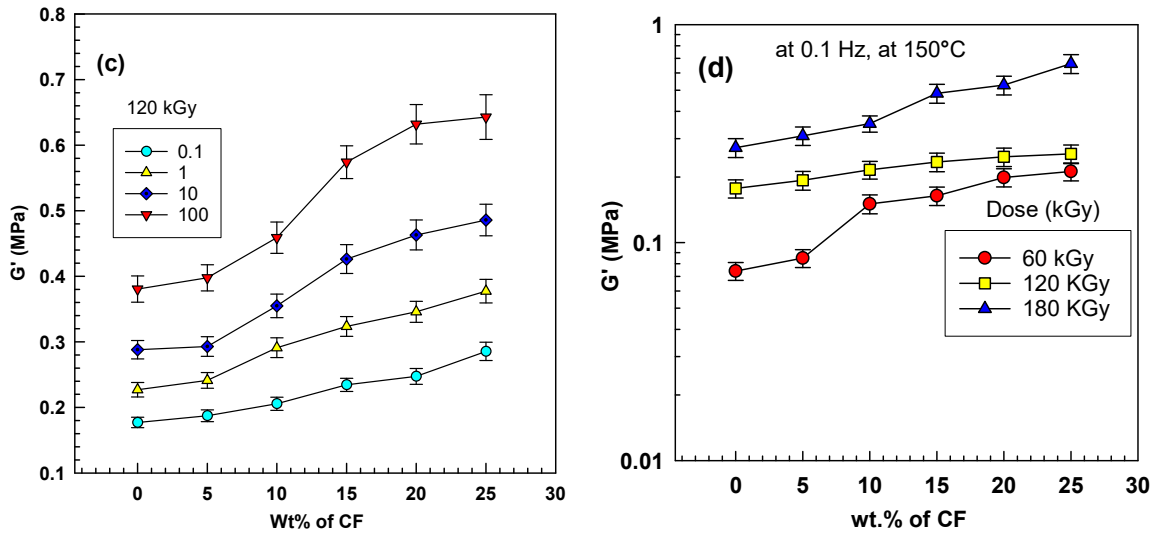 0.8
0.7
0.6
0.5
0.4
0.3
0.2
0.1
G' (MPa)
(c)
120 kGy
0.1
1
10
100
0 5 10 15 20 25 30
Wt% of CF
1
0.1
0.01
G' (MPa)
at 0.1 Hz, at 150°C
(d)
Dose (kGy)
60 kGy
120 KGy
180 KGy
0 5 10 15 20 25 30
wt.% of CF